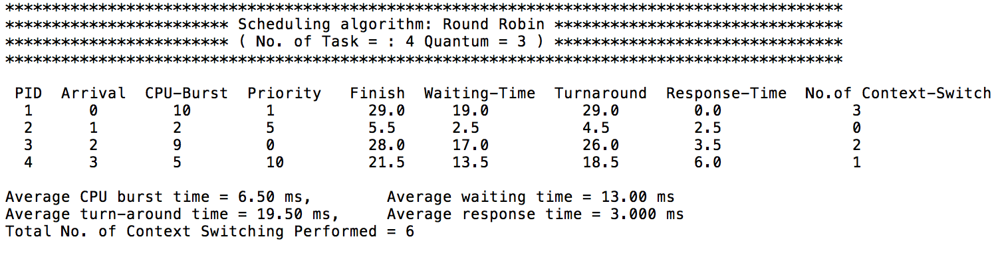 ******************************************************************************************
************************ Scheduling algorithm: Round Robin *******************************
************************ ( No. of Task = : 4 Quantum = 3 ) *******************************
******************************************************************************************
PID Arrival CPU-Burst Priority Finish Waiting-Time Turnaround Response-Time No.of Context-Switch
1 0 10 1 29.0 19.0 29.0 0.0 3
2 1 2 5 5.5 2.5 4.5 2.5 0
3 2 9 0 28.0 17.0 26.0 3.5 2
4 3 5 10 21.5 13.5 18.5 6.0 1
Average CPU burst time = 6.50 ms, Average waiting time = 13.00 ms
Average turn-around time = 19.50 ms, Average response time = 3.000 ms
Total No. of Context Switching Performed = 6